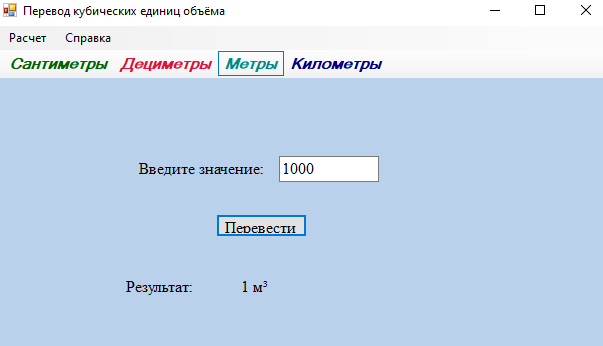 Перевод кубических единиц объёма
Расчет Справка
Сантиметры Дециметры Метры Километры
Введите значение: 1000
Перевести
Результат: 1 м³